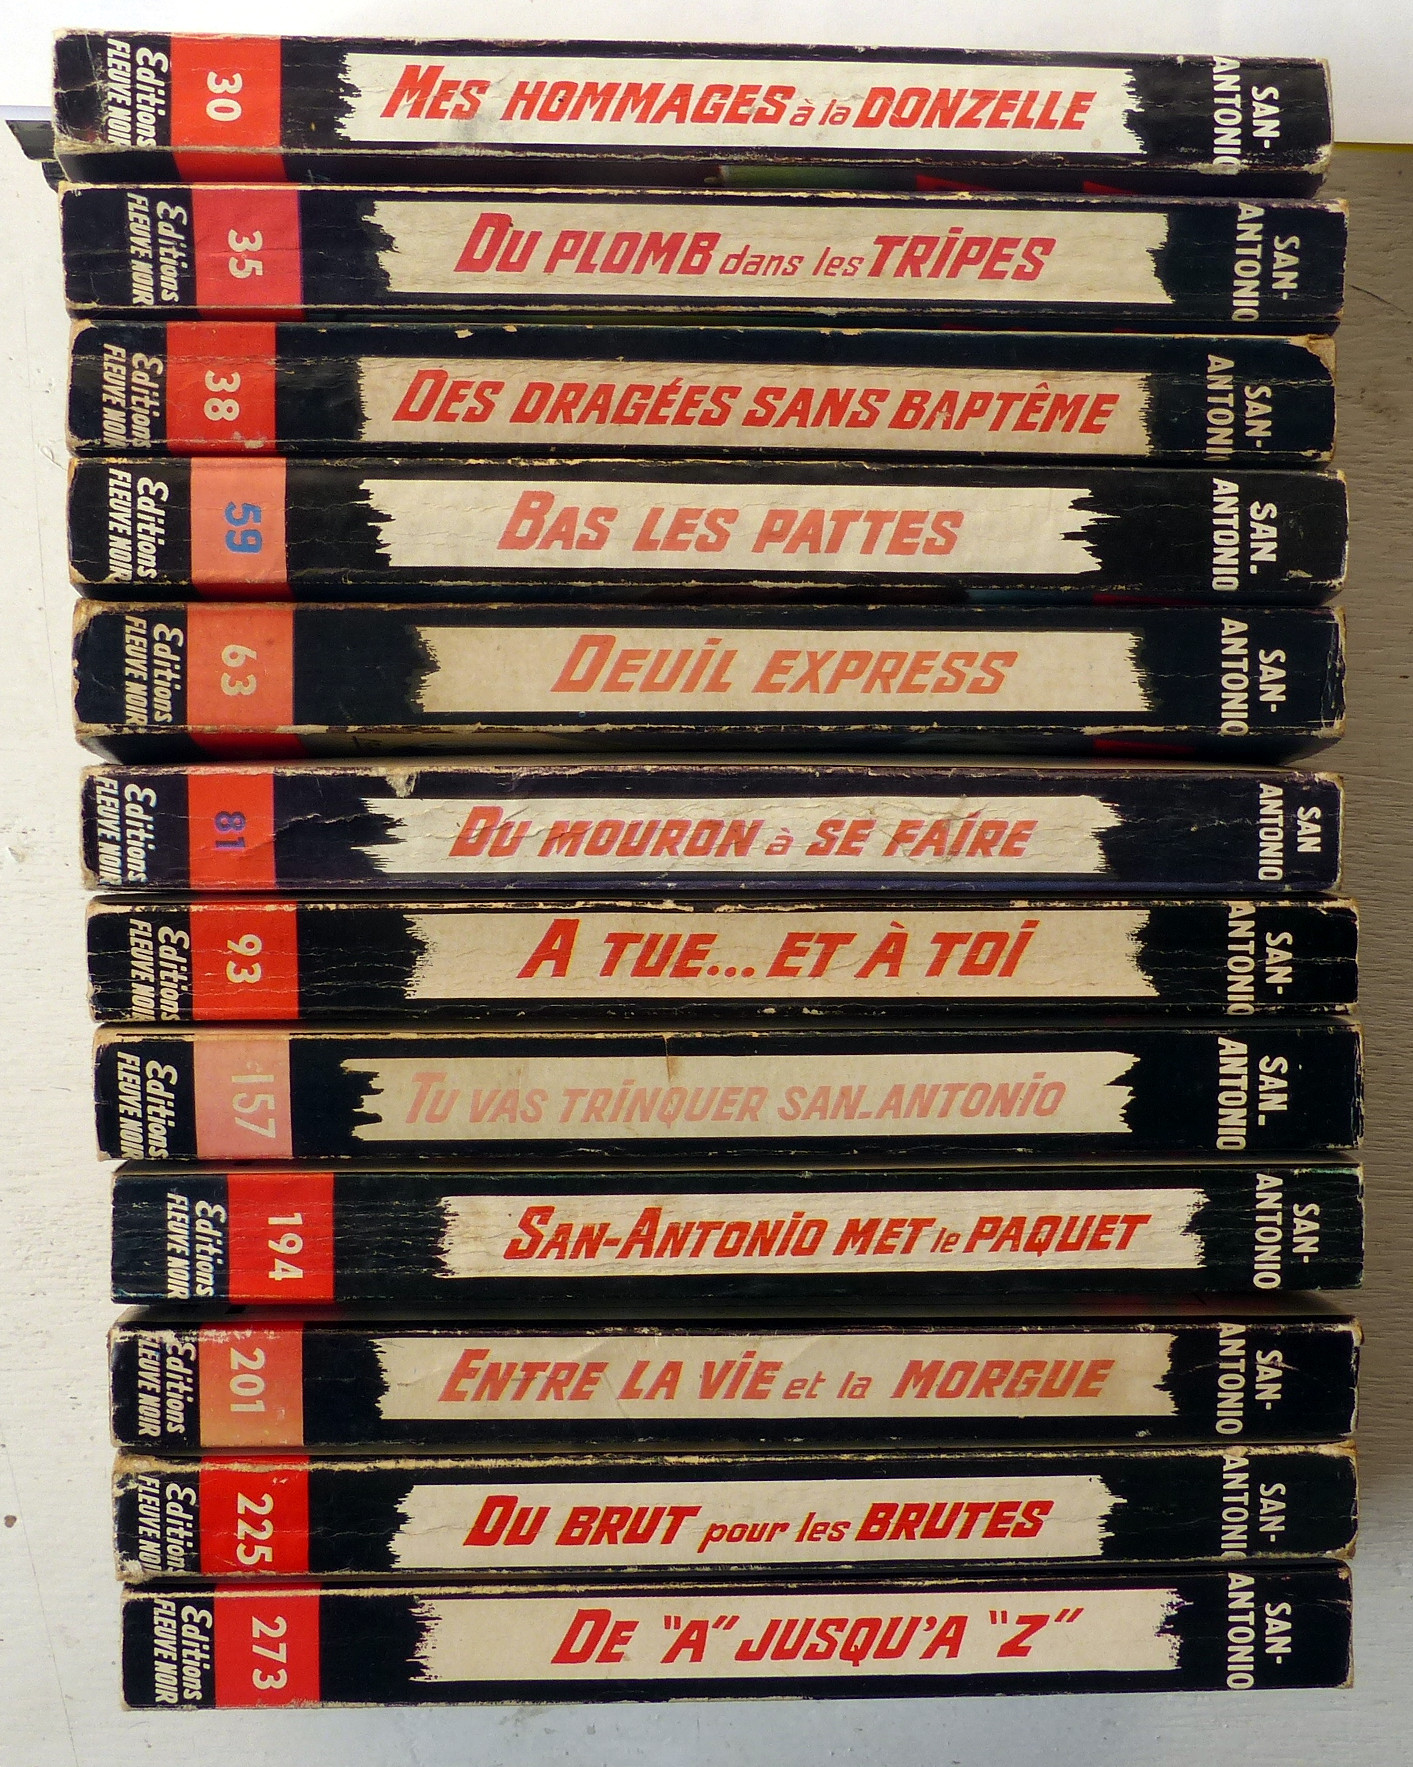 Editions
FLEUVE NOIR
30
MES HOMMAGES à la DONZELLE
SAN-
ANTONIO
Editions
FLEUVE NOIR
35
DU PLOMB dans les TRIPES
SAN-
ANTONIO
Editions
FLEUVE NOIR
38
DES DRAGÉES SANS BAPTÊME
SAN-
ANTONIO
Editions
FLEUVE NOIR
59
BAS LES PATTES
SAN-
ANTONIO
Editions
FLEUVE NOIR
63
DEUIL EXPRESS
SAN-
ANTONIO
Editions
FLEUVE NOIR
81
DU MOURON à SE FAIRE
SAN
ANTONIO
Editions
FLEUVE NOIR
93
A TUE... ET À TOI
SAN-
ANTONIO
Editions
FLEUVE NOIR
157
TU VAS TRINQUER SAN-ANTONIO
SAN-
ANTONIO
Editions
FLEUVE NOIR
194
SAN-ANTONIO MET le PAQUET
SAN-
ANTONIO
Editions
FLEUVE NOIR
201
ENTRE LA VIE et la MORGUE
SAN-
ANTONIO
Editions
FLEUVE NOIR
225
DU BRUT pour les BRUTES
SAN-
ANTONIO
Editions
FLEUVE NOIR
273
DE "A" JUSQU'A "Z"
SAN-
ANTONIO